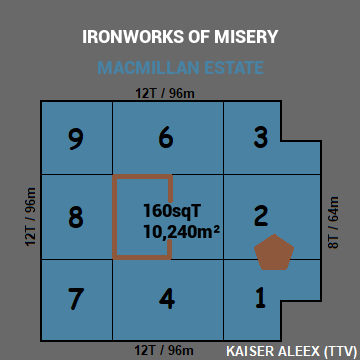 IRONWORKS OF MISERY
MACMILLAN ESTATE
12T / 96m
9 6 3
12T / 96m
8 160sqT 2
10,240m²
8T / 64m
7 4 1
12T / 96m
KAISER ALEEX (TTV)